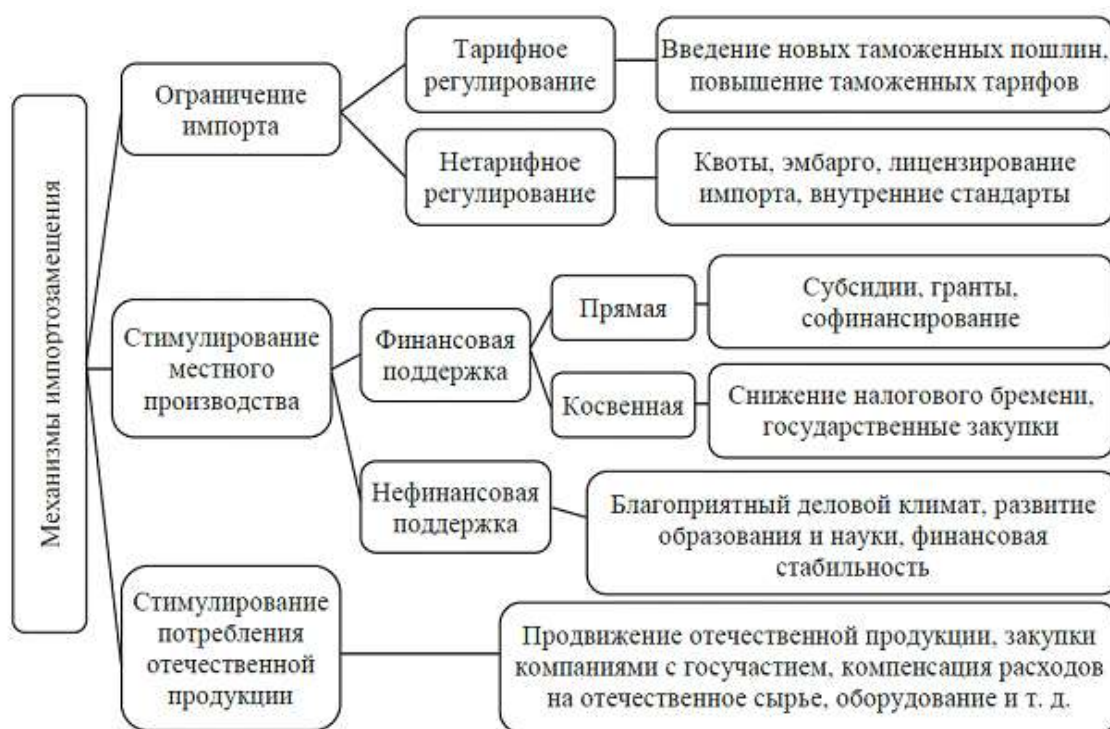 Механизмы импортозамещения
Ограничение
импорта
Тарифное
регулирование
Введение новых таможенных пошлин,
повышение таможенных тарифов
Нетарифное
регулирование
Квоты, эмбарго, лицензирование
импорта, внутренние стандарты
Стимулирование
местного
производства
Финансовая
поддержка
Прямая
Субсидии, гранты,
софинансирование
Косвенная
Снижение налогового бремени,
государственные закупки
Нефинансовая
поддержка
Благоприятный деловой климат, развитие
образования и науки, финансовая
стабильность
Стимулирование
потребления
отечественной
продукции
Продвижение отечественной продукции, закупки
компаниями с госучастием, компенсация расходов
на отечественное сырье, оборудование и т. д.